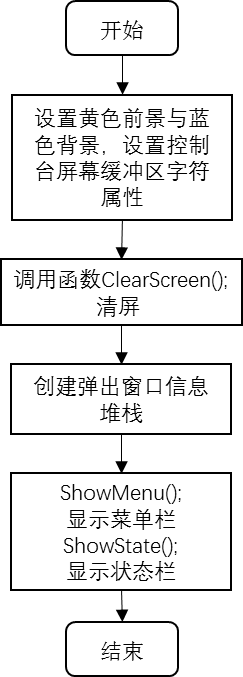 开始
设置黄色前景与蓝
色背景，设置控制
台屏幕缓冲区字符
属性
调用函数ClearScreen();
清屏
创建弹出窗口信息
堆栈
ShowMenu();
显示菜单栏
ShowState();
显示状态栏
结束